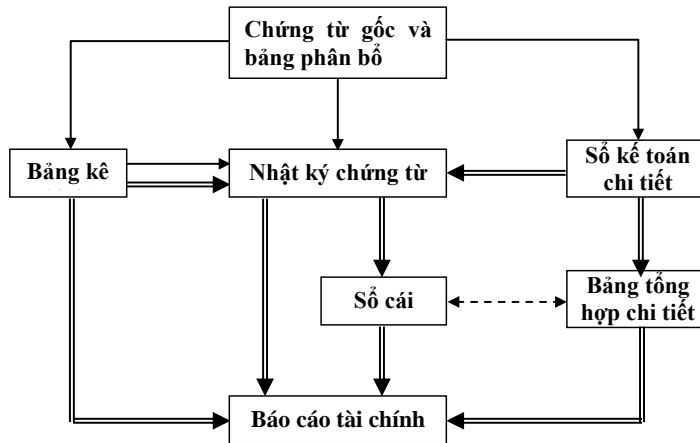 Chứng từ gốc và
bảng phân bổ
Bảng kê
Nhật ký chứng từ
Sổ kế toán
chi tiết
Sổ cái
Bảng tổng
hợp chi tiết
Báo cáo tài chính